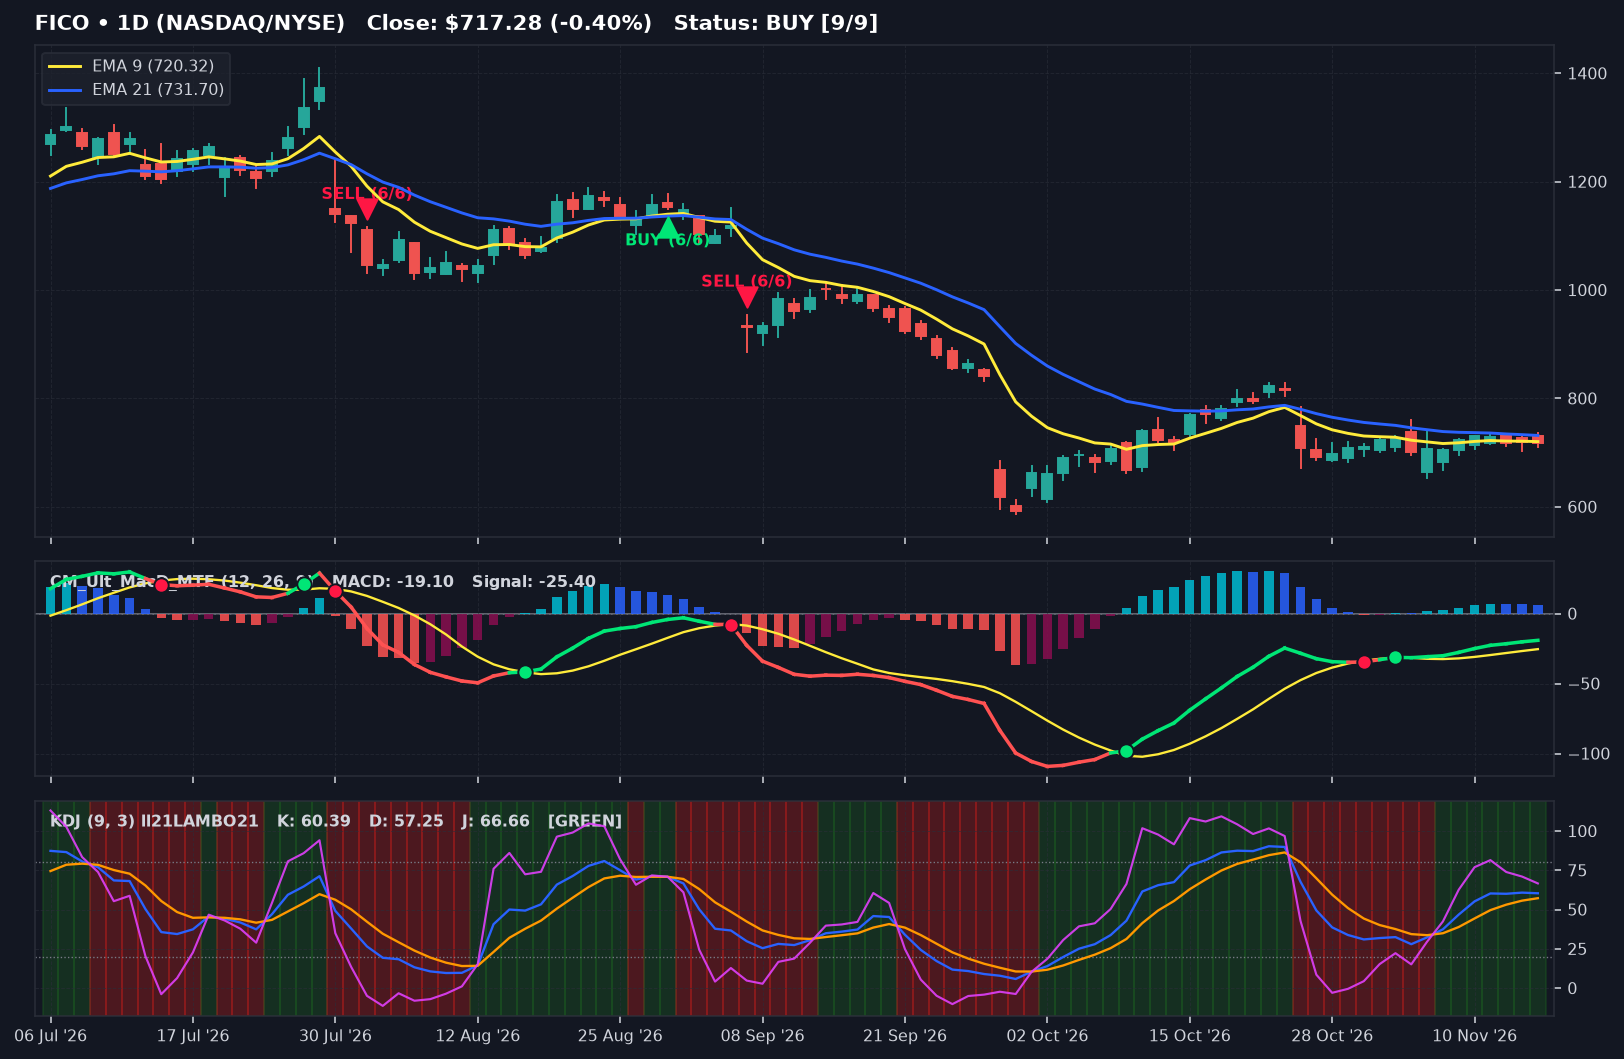 FICO • 1D (NASDAQ/NYSE)   Close: $717.28 (-0.40%)   Status: BUY [9/9]
EMA 9 (720.32)
EMA 21 (731.70)
1400
1200
1000
800
600
SELL (6/6)
BUY (6/6)
SELL (6/6)
CM_Ult_MacD_MTF (12, 26, 9)   MACD: -19.10   Signal: -25.40
0
−50
−100
KDJ (9, 3) II21LAMBO21   K: 60.39   D: 57.25   J: 66.66   [GREEN]
100
75
50
25
0
06 Jul '26   17 Jul '26   30 Jul '26   12 Aug '26   25 Aug '26   08 Sep '26   21 Sep '26   02 Oct '26   15 Oct '26   28 Oct '26   10 Nov '26